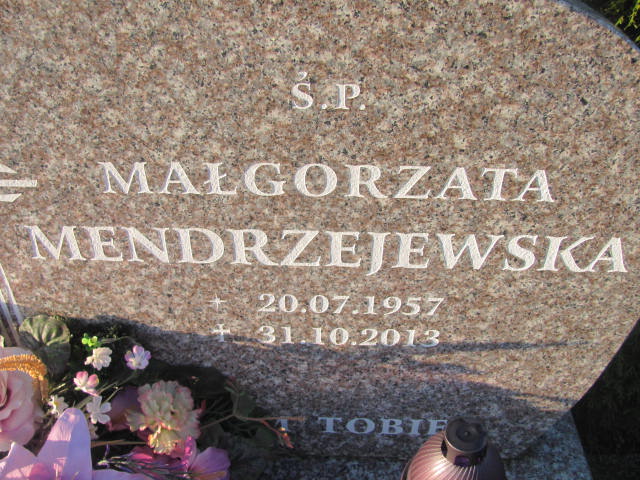 Ś.P.
MAŁGORZATA
MENDRZEJEWSKA
20.07.1957
✝ 31.10.2013
TOBIE